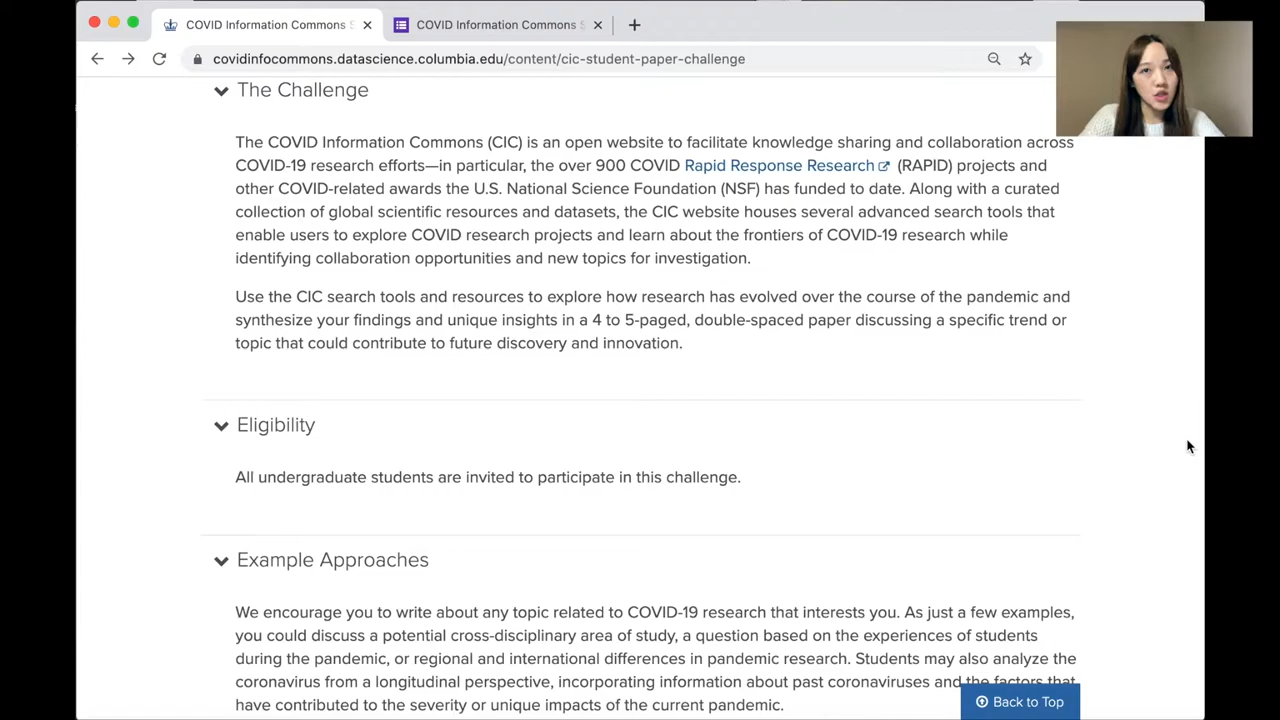 COVID Information Commons S
COVID Information Commons S
covidinfocommons.datascience.columbia.edu/content/cic-student-paper-challenge
The Challenge
The COVID Information Commons (CIC) is an open website to facilitate knowledge sharing and collaboration across
COVID-19 research efforts—in particular, the over 900 COVID Rapid Response Research (RAPID) projects and
other COVID-related awards the U.S. National Science Foundation (NSF) has funded to date. Along with a curated
collection of global scientific resources and datasets, the CIC website houses several advanced search tools that
enable users to explore COVID research projects and learn about the frontiers of COVID-19 research while
identifying collaboration opportunities and new topics for investigation.
Use the CIC search tools and resources to explore how research has evolved over the course of the pandemic and
synthesize your findings and unique insights in a 4 to 5-paged, double-spaced paper discussing a specific trend or
topic that could contribute to future discovery and innovation.
Eligibility
All undergraduate students are invited to participate in this challenge.
Example Approaches
We encourage you to write about any topic related to COVID-19 research that interests you. As just a few examples,
you could discuss a potential cross-disciplinary area of study, a question based on the experiences of students
during the pandemic, or regional and international differences in pandemic research. Students may also analyze the
coronavirus from a longitudinal perspective, incorporating information about past coronaviruses and the factors that
have contributed to the severity or unique impacts of the current pandemic.
Back to Top